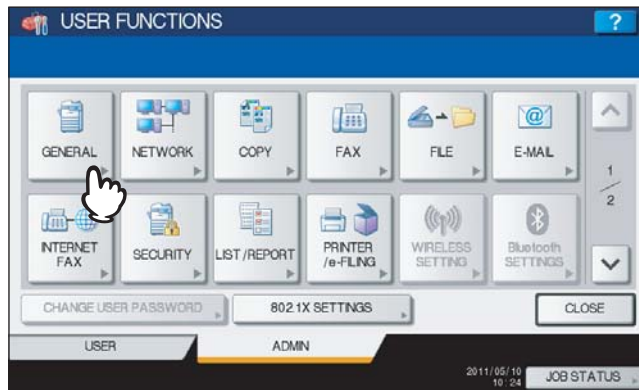 USER FUNCTIONS
?
GENERAL
NETWORK
COPY
FAX
FILE
E-MAIL
1
2
INTERNET
FAX
SECURITY
LIST/REPORT
PRINTER
/e-FILING
WIRELESS
SETTING
Bluetooth
SETTINGS
CHANGE USER PASSWORD
802.1X SETTINGS
CLOSE
USER
ADMIN
2011/05/10
10:24
JOB STATUS